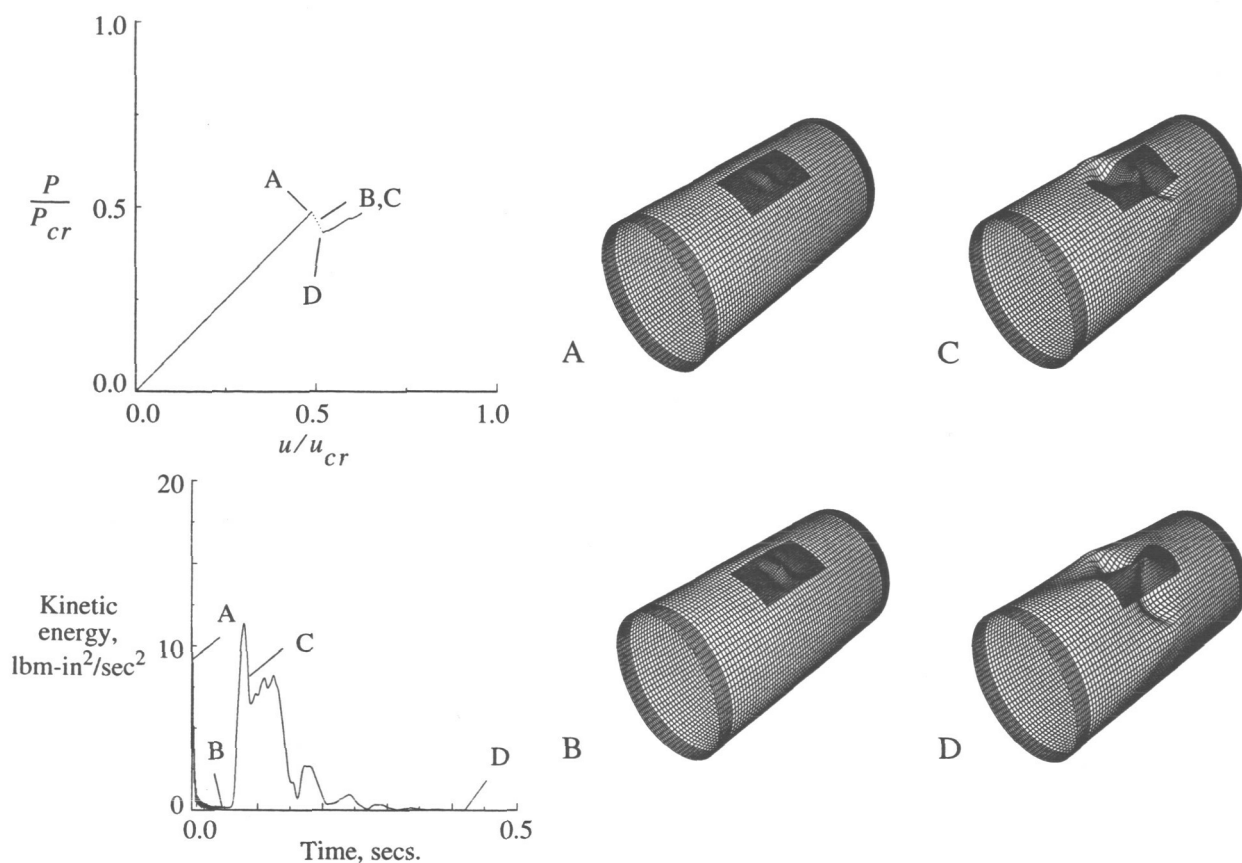 1.0
P
P_cr
0.5
0.0
A
B,C
D
0.0 0.5 1.0
u/u_cr
20
Kinetic
energy,
lbm-in²/sec²
10
0
A
C
B
D
0.0 0.5
Time, secs.
A
C
B
D